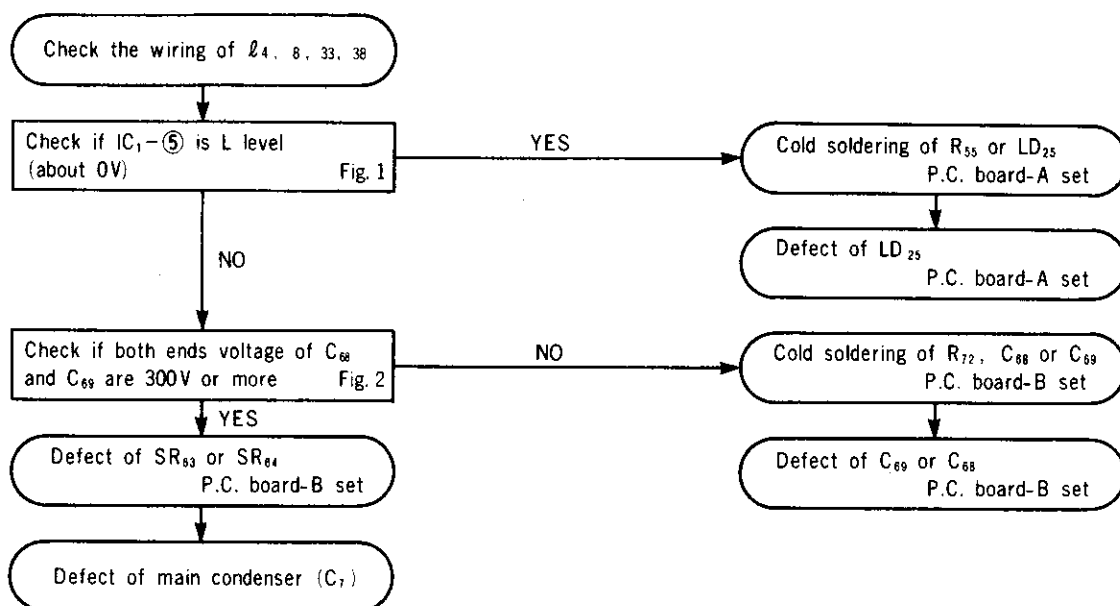 Check the wiring of ℓ4, 8, 33, 38
Check if IC₁-⑤ is L level
(about 0V) Fig. 1
YES
Cold soldering of R₅₅ or LD₂₅
P.C. board-A set
Defect of LD₂₅
P.C. board-A set
NO
Check if both ends voltage of C₆₈
and C₆₉ are 300V or more Fig. 2
NO
Cold soldering of R₇₂, C₆₈ or C₆₉
P.C. board-B set
Defect of C₆₉ or C₆₈
P.C. board-B set
YES
Defect of SR₆₃ or SR₆₄
P.C. board-B set
Defect of main condenser (C₇)